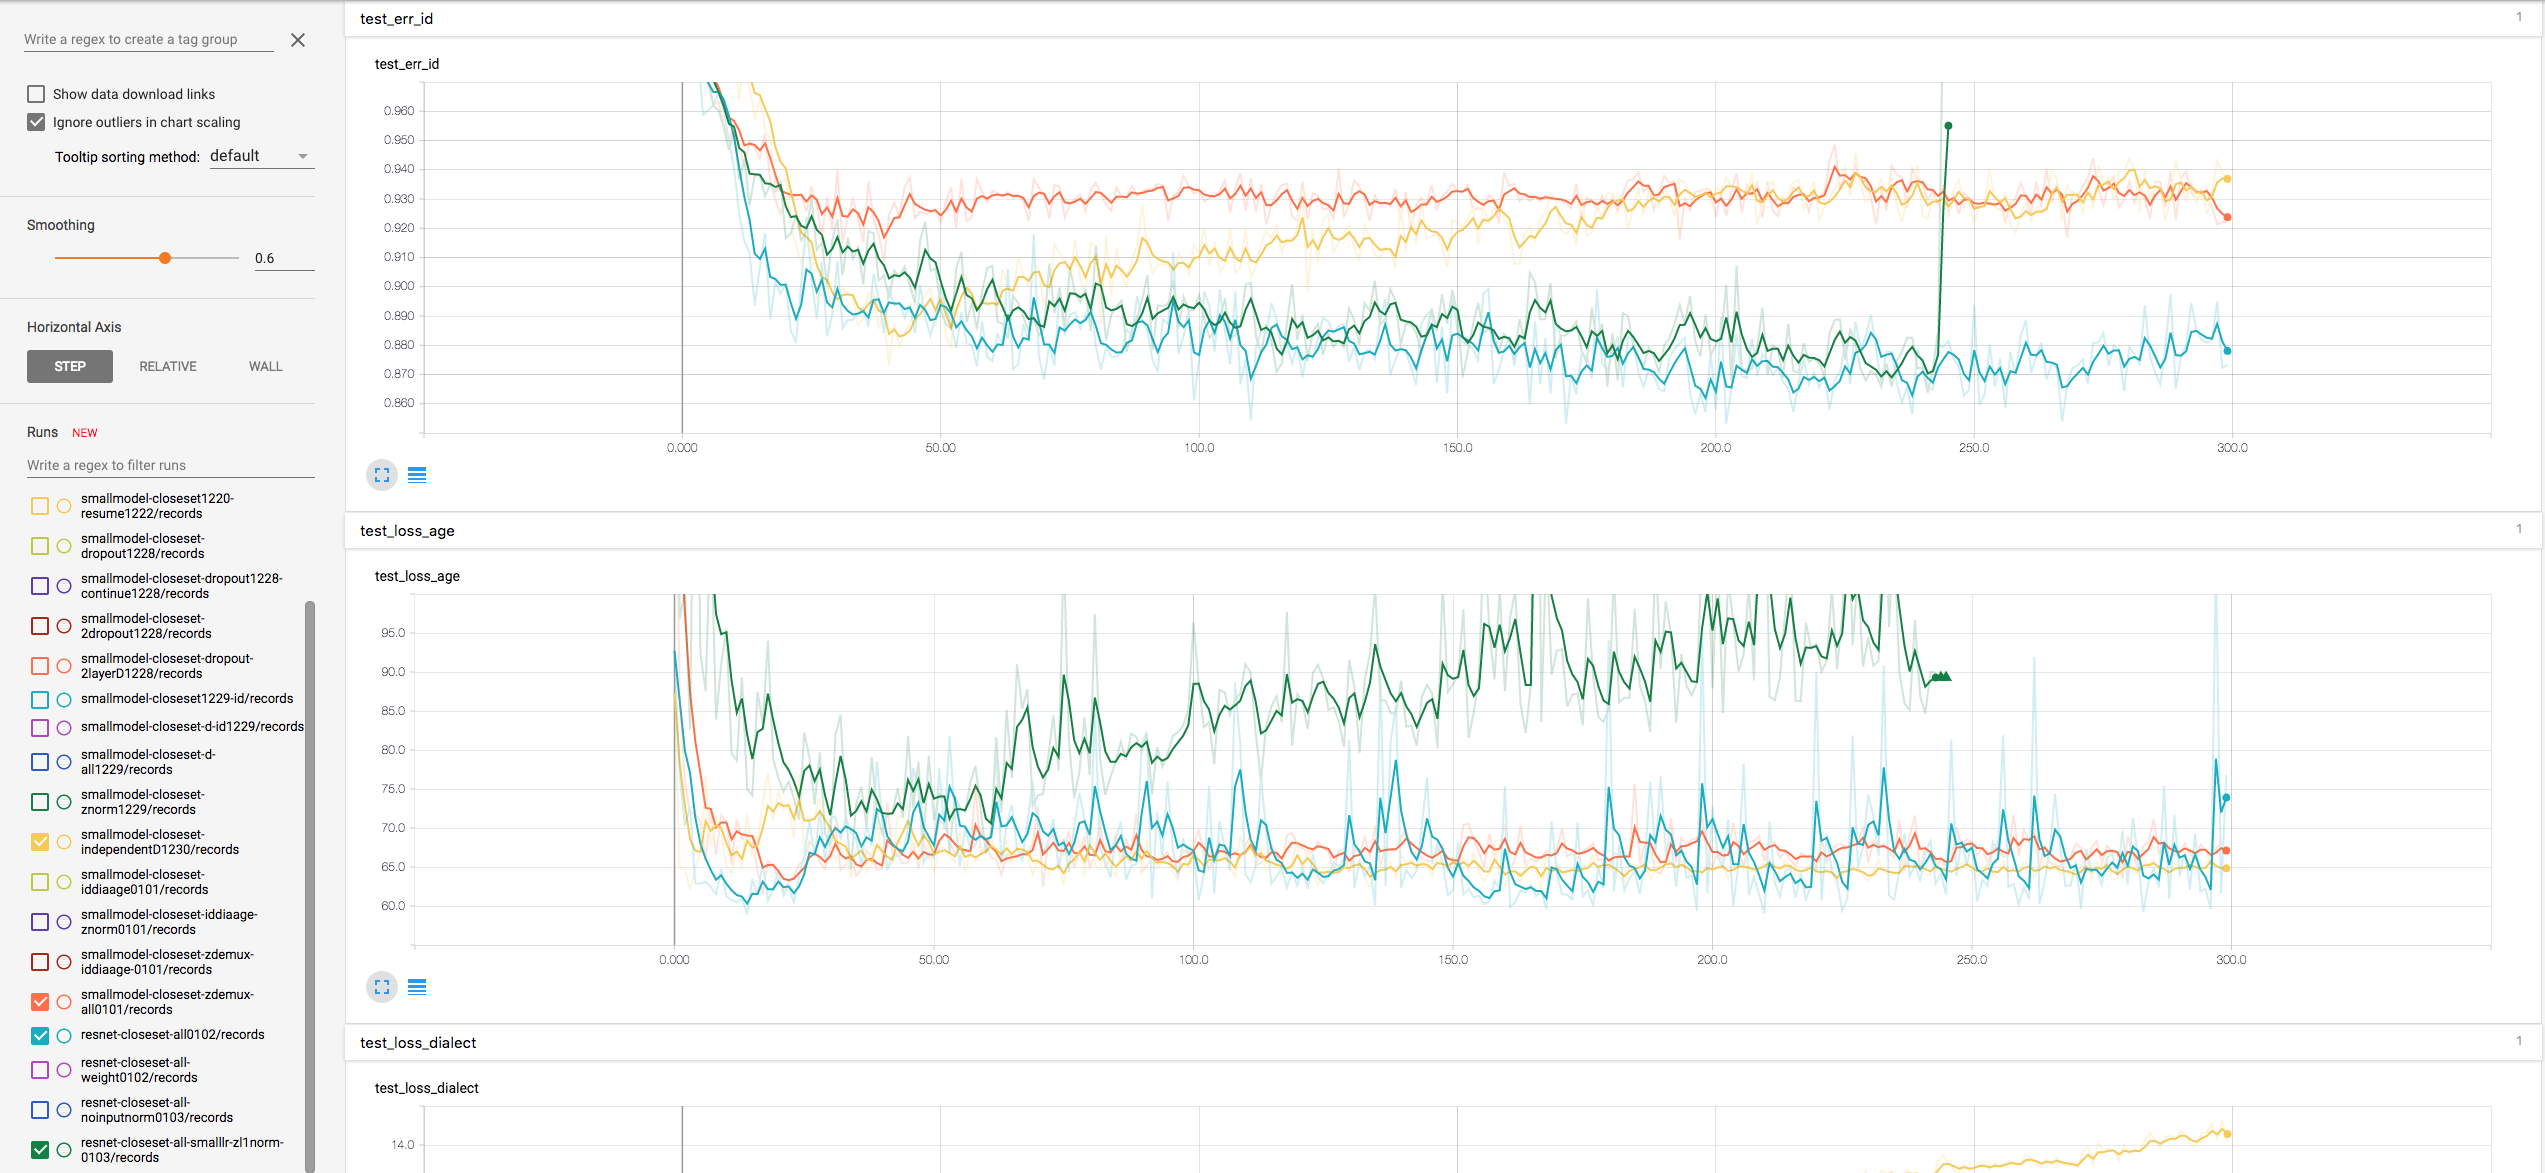 Write a regex to create a tag group
Show data download links
Ignore outliers in chart scaling
Tooltip sorting method: default
Smoothing
0.6
Horizontal Axis
STEP RELATIVE WALL
Runs NEW
Write a regex to filter runs
smallmodel-closeset1220-
resume1222/records
smallmodel-closeset-
dropout1228/records
smallmodel-closeset-dropout1228-
continue1228/records
smallmodel-closeset-
2dropout1228/records
smallmodel-closeset-dropout-
2layerD1228/records
smallmodel-closeset1229-id/records
smallmodel-closeset-d-id1229/records
smallmodel-closeset-d-
all1229/records
smallmodel-closeset-
znorm1229/records
smallmodel-closeset-
independentD1230/records
smallmodel-closeset-
iddiaage0101/records
smallmodel-closeset-iddiaage-
znorm0101/records
smallmodel-closeset-zdemux-
iddiaage-0101/records
smallmodel-closeset-zdemux-
all0101/records
resnet-closeset-all0102/records
resnet-closeset-all-
weight0102/records
resnet-closeset-all-
noinputnorm0103/records
resnet-closeset-all-smalllr-zl1norm-
0103/records
test_err_id 1
test_err_id
0.960
0.950
0.940
0.930
0.920
0.910
0.900
0.890
0.880
0.870
0.860
0.000 50.00 100.0 150.0 200.0 250.0 300.0
test_loss_age 1
test_loss_age
95.0
90.0
85.0
80.0
75.0
70.0
65.0
60.0
0.000 50.00 100.0 150.0 200.0 250.0 300.0
test_loss_dialect 1
test_loss_dialect
14.0